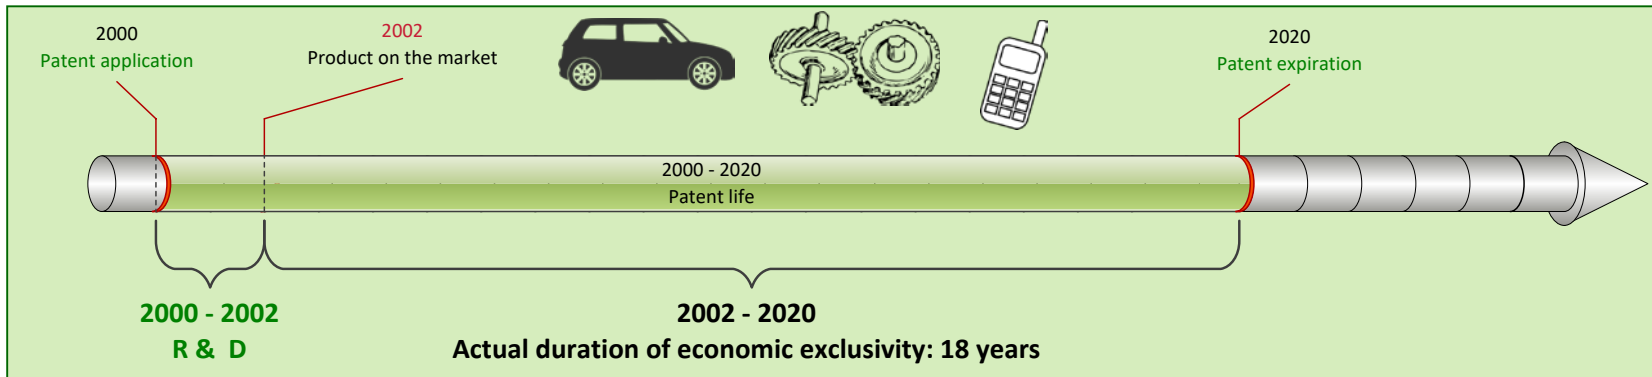 2000
Patent application
2002
Product on the market
2020
Patent expiration
2000 - 2020
Patent life
2000 - 2002
R &  D
2002 - 2020
Actual duration of economic exclusivity: 18 years